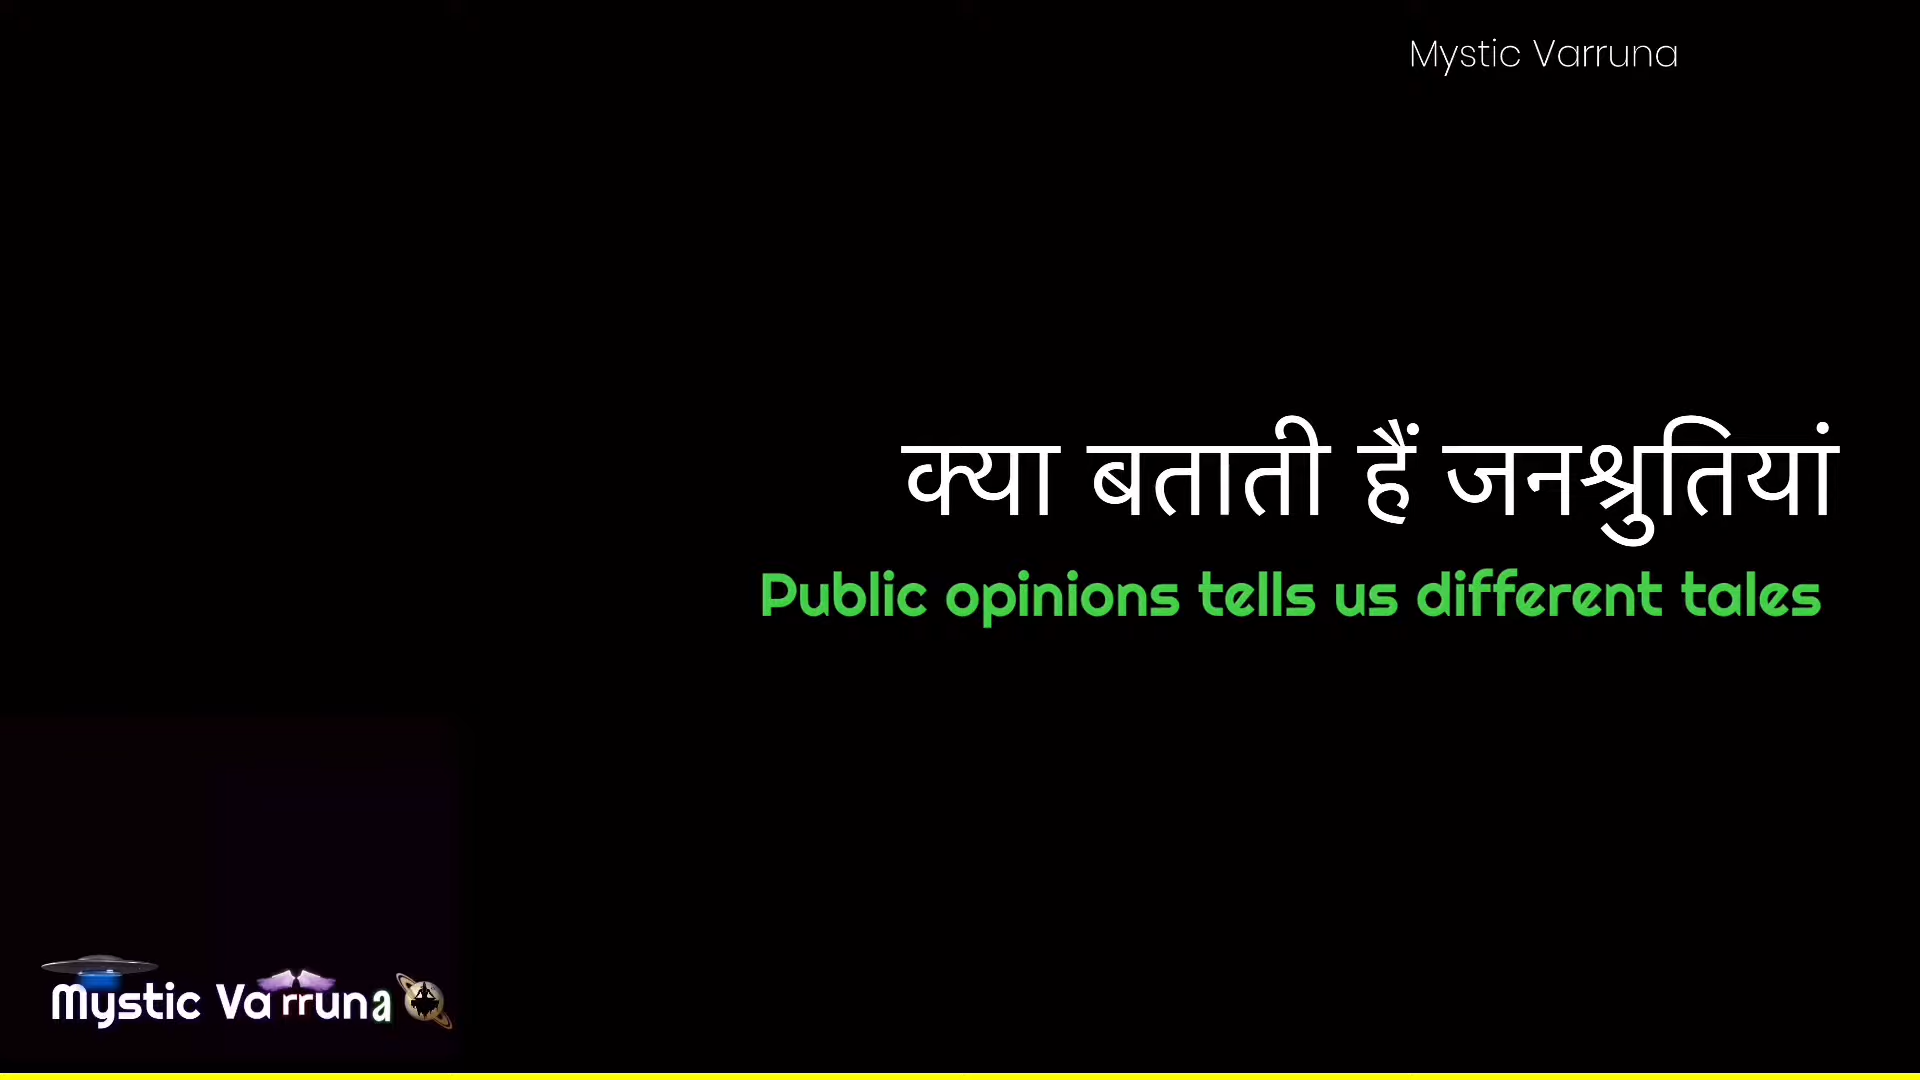 Mystic Varruna
क्या बताती हैं जनश्रुतियां
Public opinions tells us different tales
Mystic Varruna